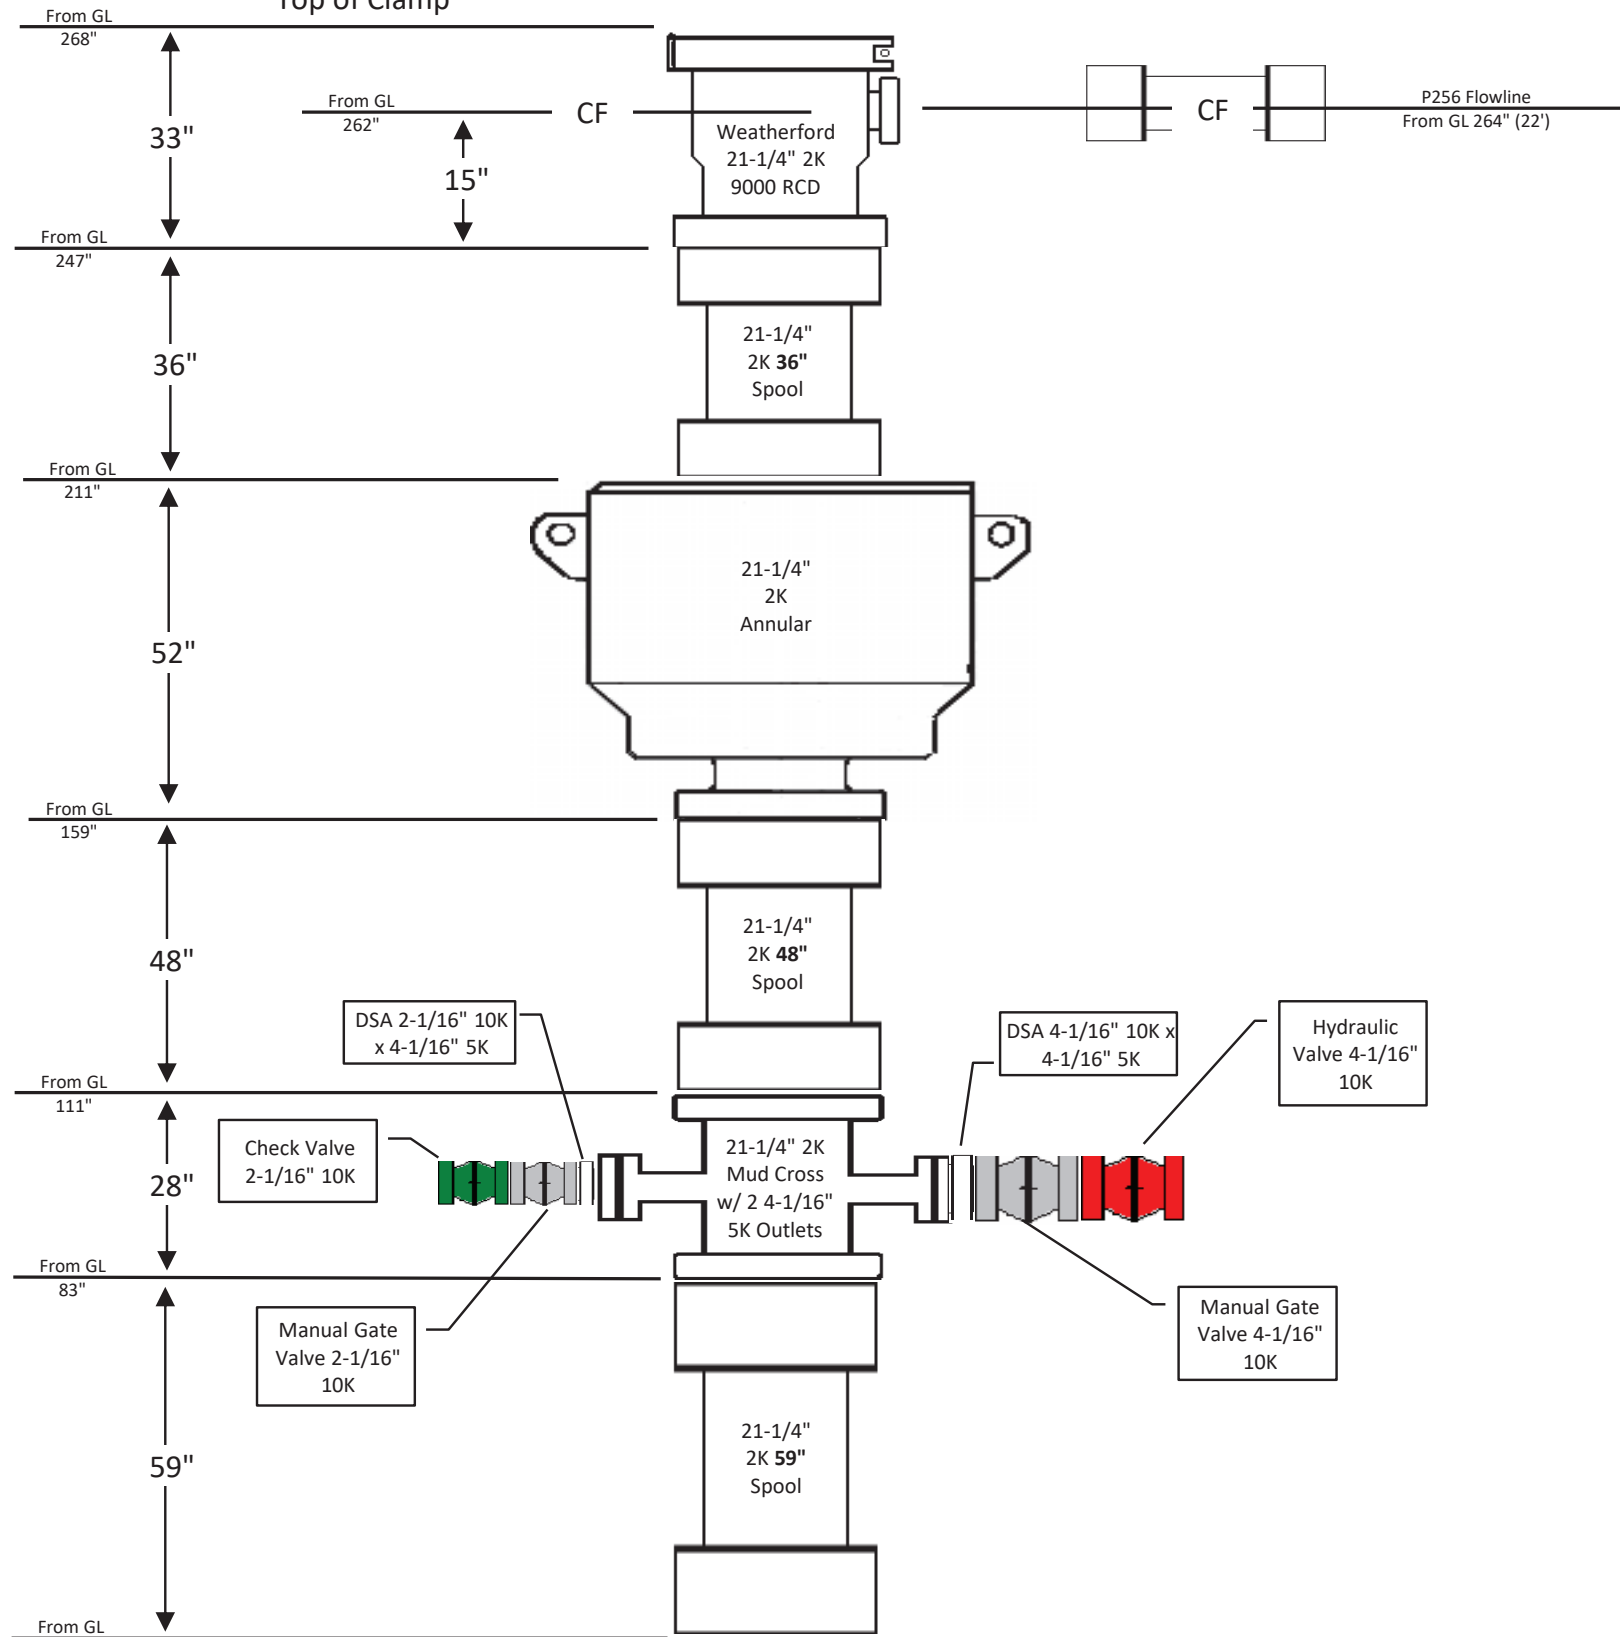 Top of Clamp
From GL
268"
33"
From GL
262"
CF
15"
Weatherford
21-1/4" 2K
9000 RCD
CF
P256 Flowline
From GL 264" (22')
From GL
247"
36"
21-1/4"
2K 36"
Spool
From GL
211"
52"
21-1/4"
2K
Annular
From GL
159"
48"
21-1/4"
2K 48"
Spool
DSA 2-1/16" 10K
x 4-1/16" 5K
DSA 4-1/16" 10K x
4-1/16" 5K
Hydraulic
Valve 4-1/16"
10K
From GL
111"
28"
Check Valve
2-1/16" 10K
21-1/4" 2K
Mud Cross
w/ 2 4-1/16"
5K Outlets
From GL
83"
Manual Gate
Valve 2-1/16"
10K
Manual Gate
Valve 4-1/16"
10K
59"
21-1/4"
2K 59"
Spool
From GL